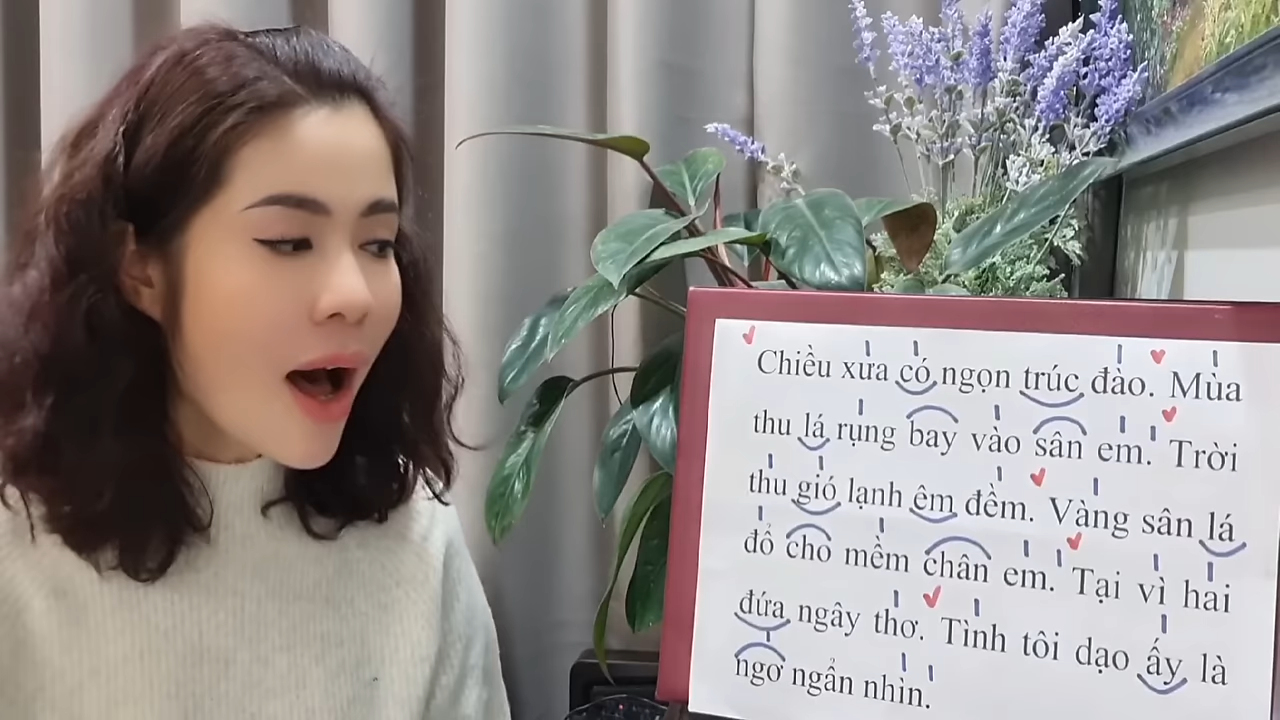 Chiều xưa có ngọn trúc đào. Mùa
thu lá rụng bay vào sân em. Trời
thu gió lạnh êm đềm. Vàng sân lá
đổ cho mềm chân em. Tại vì hai
đứa ngây thơ. Tình tôi dạo ấy là
ngơ ngẩn nhìn.